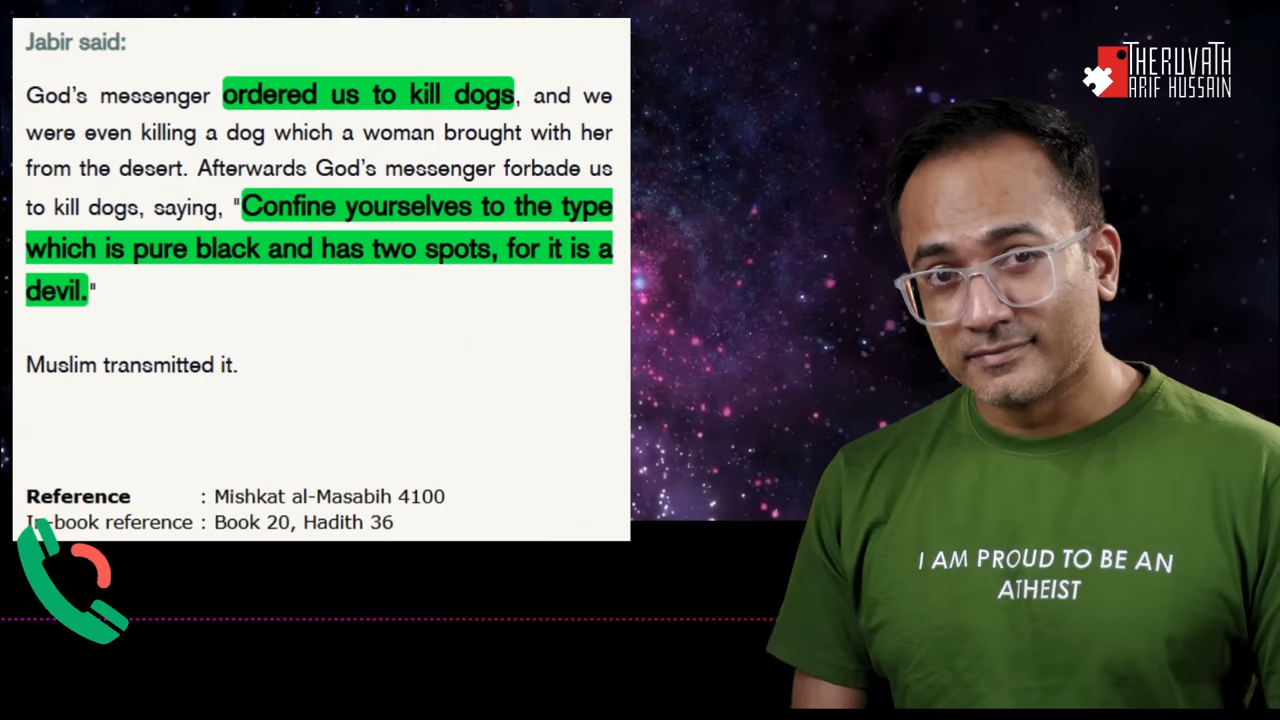 Jabir said:
God's messenger ordered us to kill dogs, and we
were even killing a dog which a woman brought with her
from the desert. Afterwards God's messenger forbade us
to kill dogs, saying, "Confine yourselves to the type
which is pure black and has two spots, for it is a
devil."
Muslim transmitted it.
Reference : Mishkat al-Masabih 4100
In-book reference : Book 20, Hadith 36
THERUVATH
ARIF HUSSAIN
I AM PROUD TO BE AN
ATHEIST